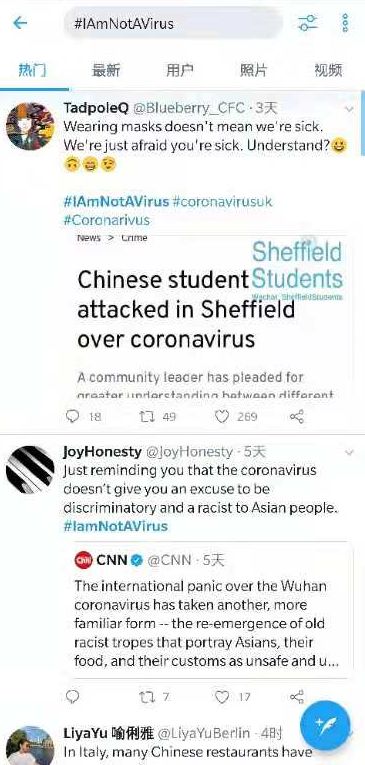 #IAmNotAVirus
热门 最新 用户 照片 视频
TadpoleQ @Blueberry_CFC · 3天
Wearing masks doesn't mean we're sick.
We're just afraid you're sick. Understand?😀
🙃😄😉
#IAmNotAVirus #coronavirusuk
#Coronarivus
News > Crime
Sheffield
Students
Wechat: SheffieldStudents
Chinese student
attacked in Sheffield
over coronavirus
A community leader has pleaded for
greater understanding between different
18 49 269
JoyHonesty @JoyHonesty · 5天
Just reminding you that the coronavirus
doesn't give you an excuse to be
discriminatory and a racist to Asian people.
#IamNotAVirus
CNN CNN @CNN · 5天
The international panic over the Wuhan
coronavirus has taken another, more
familiar form -- the re-emergence of old
racist tropes that portray Asians, their
food, and their customs as unsafe and u...
7 17
LiyaYu 喻俐雅 @LiyaYuBerlin · 4时
In Italy, many Chinese restaurants have